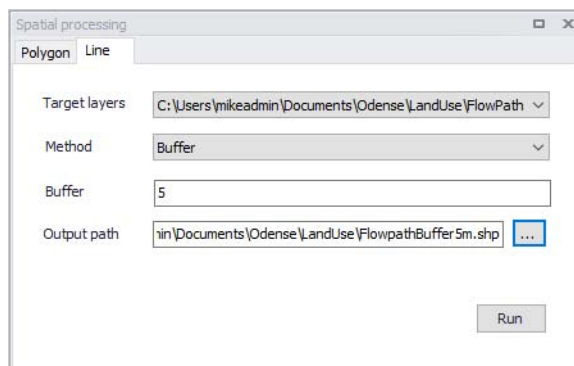 Spatial processing
Polygon Line
Target layers C:\Users\mikeadmin\Documents\Odense\LandUse\FlowPath
Method Buffer
Buffer 5
Output path \Documents\Odense\LandUse\FlowpathBuffer5m.shp ...
Run